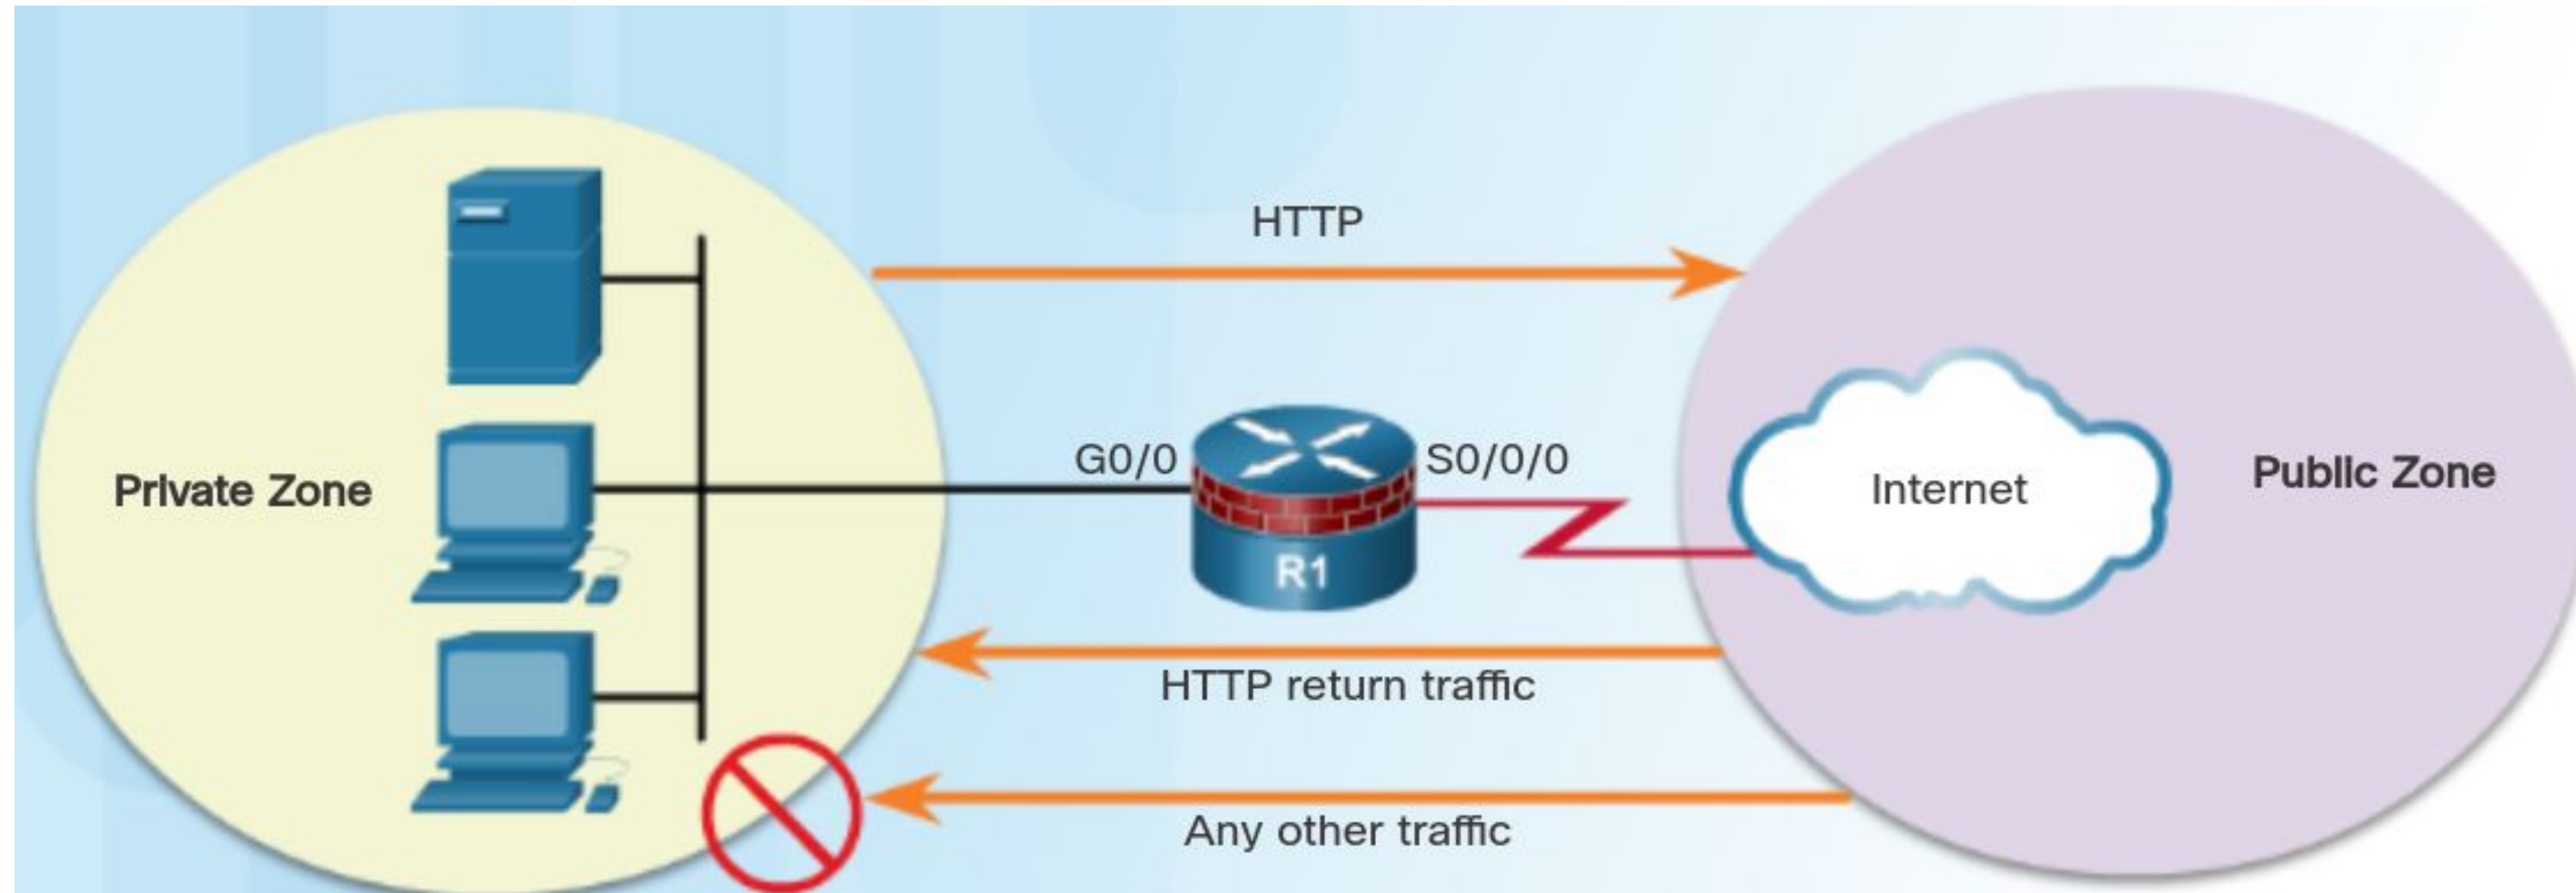 HTTP
G0/0
S0/0/0
Private Zone
Internet
Public Zone
R1
HTTP return traffic
Any other traffic